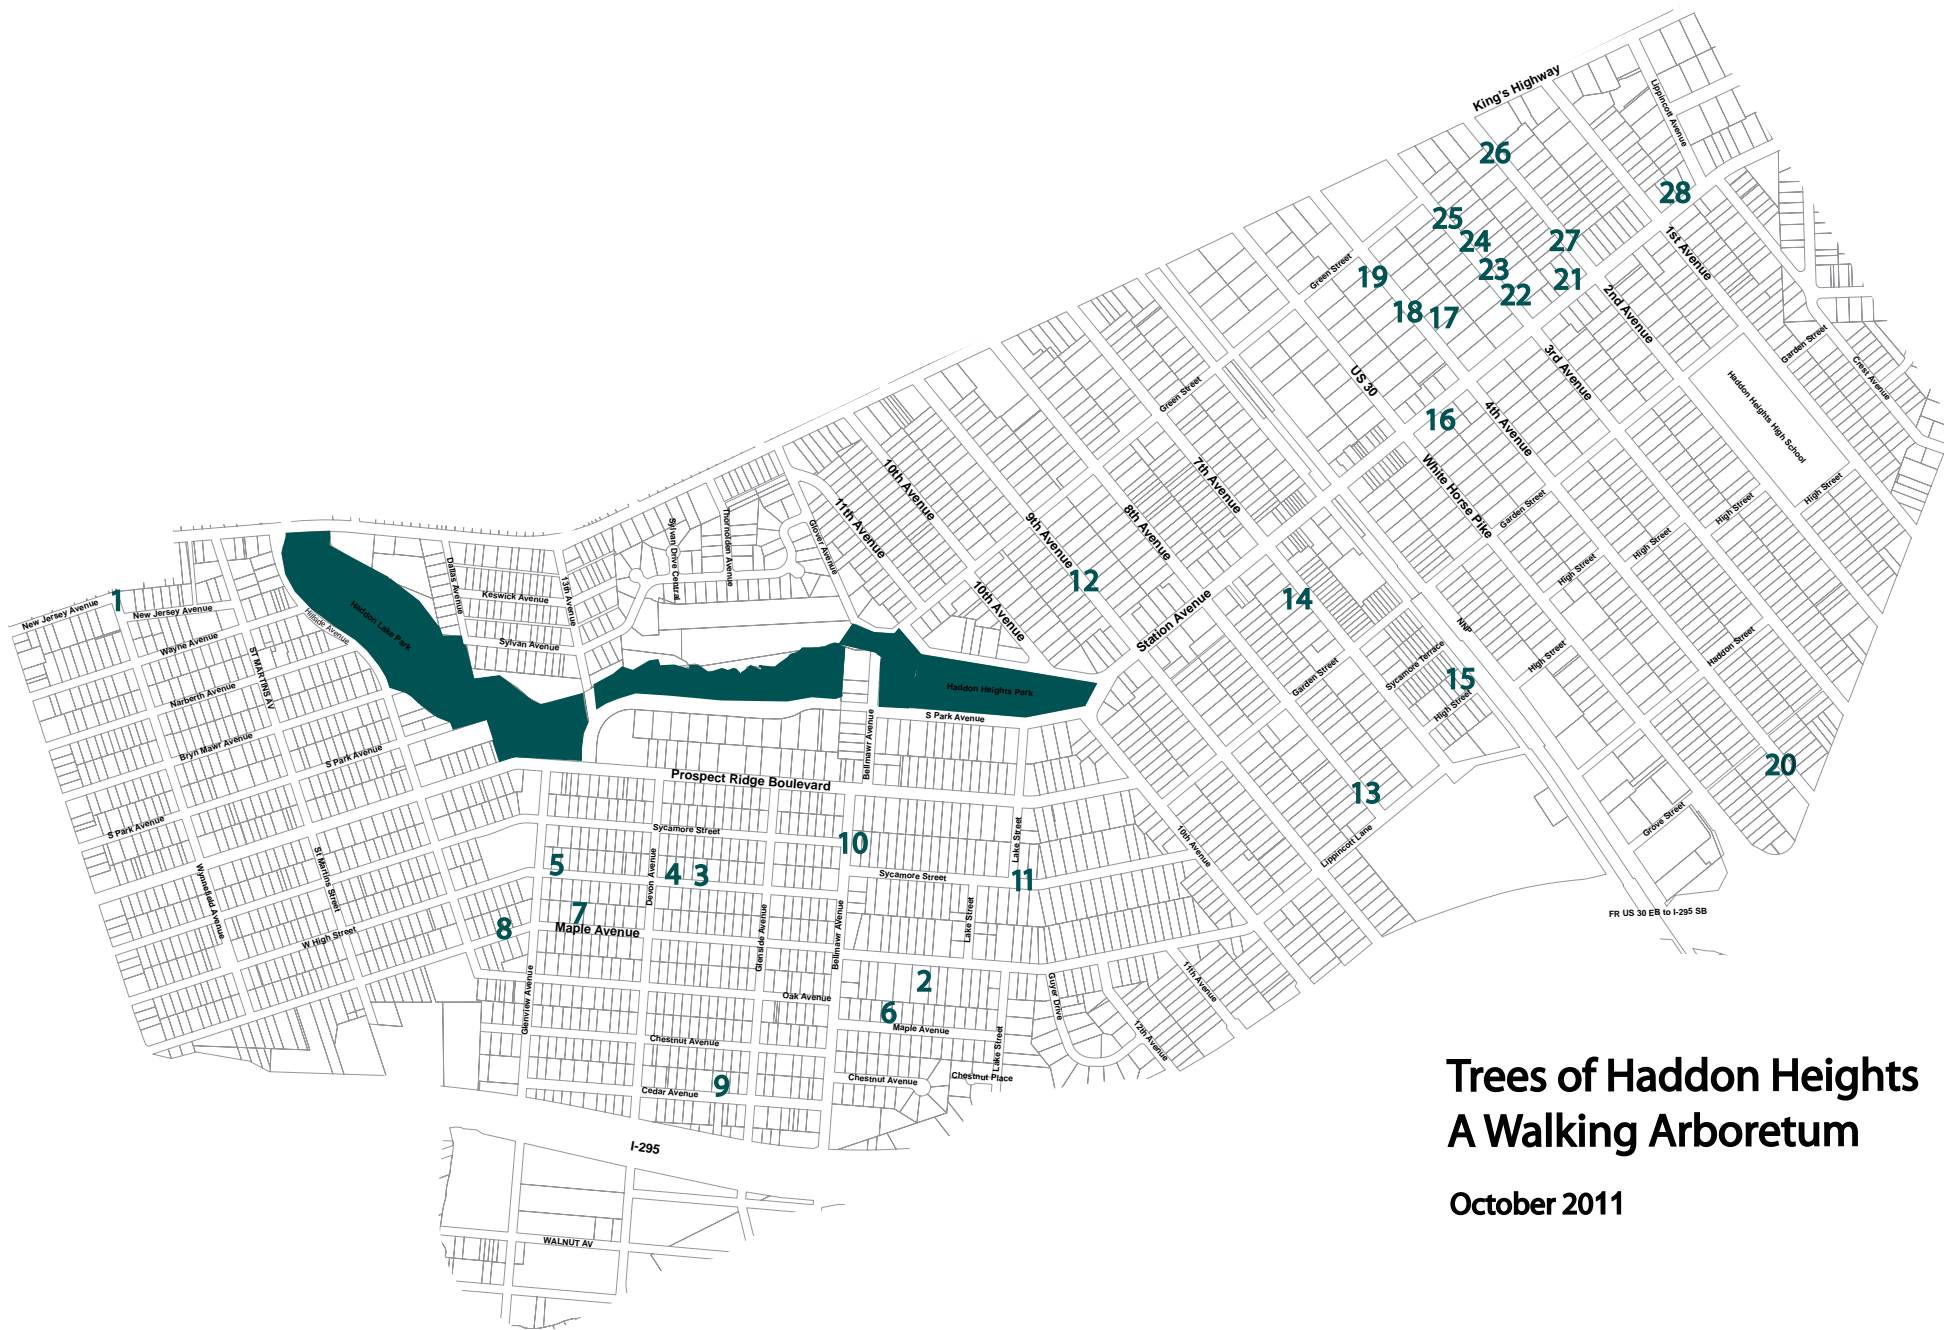 King's Highway
Lippincott Avenue
26
28
25
24
27
1st Avenue
23
21
19
Green Street
22
2nd Avenue
18
17
Garden Street
3rd Avenue
Crest Avenue
US 30
Green Street
Haddon Heights High School
16
4th Avenue
10th Avenue
7th Avenue
White Horse Pike
High Street
11th Avenue
Garden Street
High Street
8th Avenue
9th Avenue
High Street
Sylvan Drive Central
Thornorden Avenue
Glover Avenue
High Street
12
Dallas Avenue
13th Avenue
Keswick Avenue
1
New Jersey Avenue
New Jersey Avenue
Hillside Avenue
Haddon Lake Park
10th Avenue
Station Avenue
14
NNP
Wayne Avenue
Sylvan Avenue
Haddon Street
High Street
ST MARTINS AV
Garden Street
Sycamore Terrace
15
High Street
Narberth Avenue
Haddon Heights Park
S Park Avenue
Bryn Mawr Avenue
S Park Avenue
Bellmawr Avenue
20
Prospect Ridge Boulevard
13
Grove Street
S Park Avenue
Sycamore Street
10
Lake Street
10th Avenue
Lippincott Lane
5
4
3
Devon Avenue
Sycamore Street
11
Wynnefield Avenue
St Martins Street
7
Maple Avenue
8
W High Street
Glenside Avenue
Bellmawr Avenue
Lake Street
FR US 30 EB to I-295 SB
2
Guyer Drive
11th Avenue
Glenview Avenue
Oak Avenue
6
Maple Avenue
Lake Street
12th Avenue
Chestnut Avenue
9
Cedar Avenue
Chestnut Avenue
Chestnut Place
I-295
WALNUT AV
Trees of Haddon Heights
A Walking Arboretum
October 2011